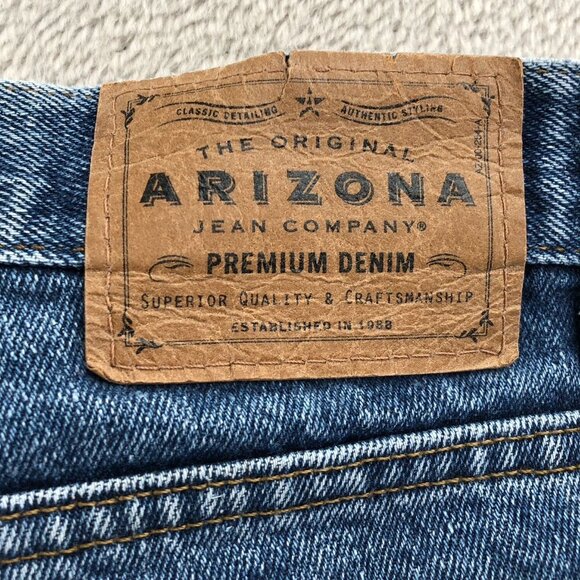 CLASSIC DETAILING AUTHENTIC STYLING
THE ORIGINAL
ARIZONA
JEAN COMPANY®
PREMIUM DENIM
SUPERIOR QUALITY & CRAFTSMANSHIP
ESTABLISHED IN 1988